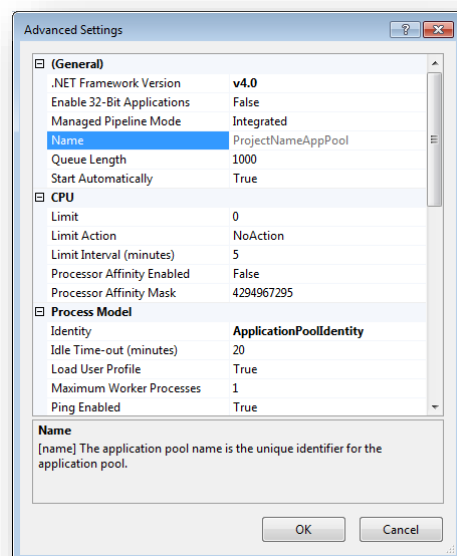 Advanced Settings
(General)
.NET Framework Version v4.0
Enable 32-Bit Applications False
Managed Pipeline Mode Integrated
Name ProjectNameAppPool
Queue Length 1000
Start Automatically True
CPU
Limit 0
Limit Action NoAction
Limit Interval (minutes) 5
Processor Affinity Enabled False
Processor Affinity Mask 4294967295
Process Model
Identity ApplicationPoolIdentity
Idle Time-out (minutes) 20
Load User Profile True
Maximum Worker Processes 1
Ping Enabled True
Name
[name] The application pool name is the unique identifier for the
application pool.
OK Cancel